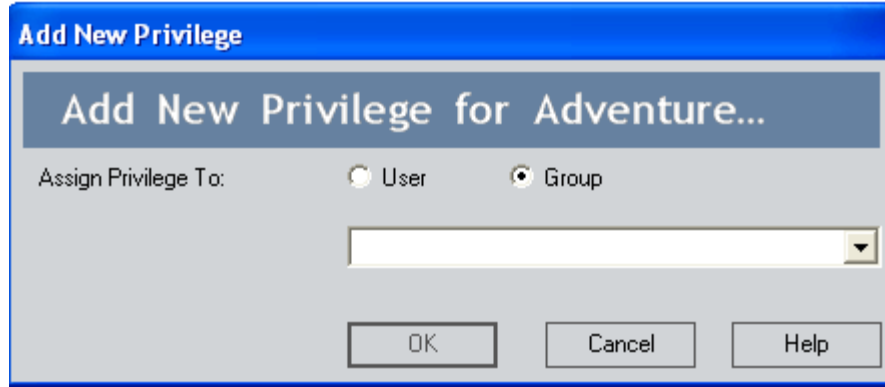 Add New Privilege
Add New Privilege for Adventure...
Assign Privilege To: User Group
OK Cancel Help